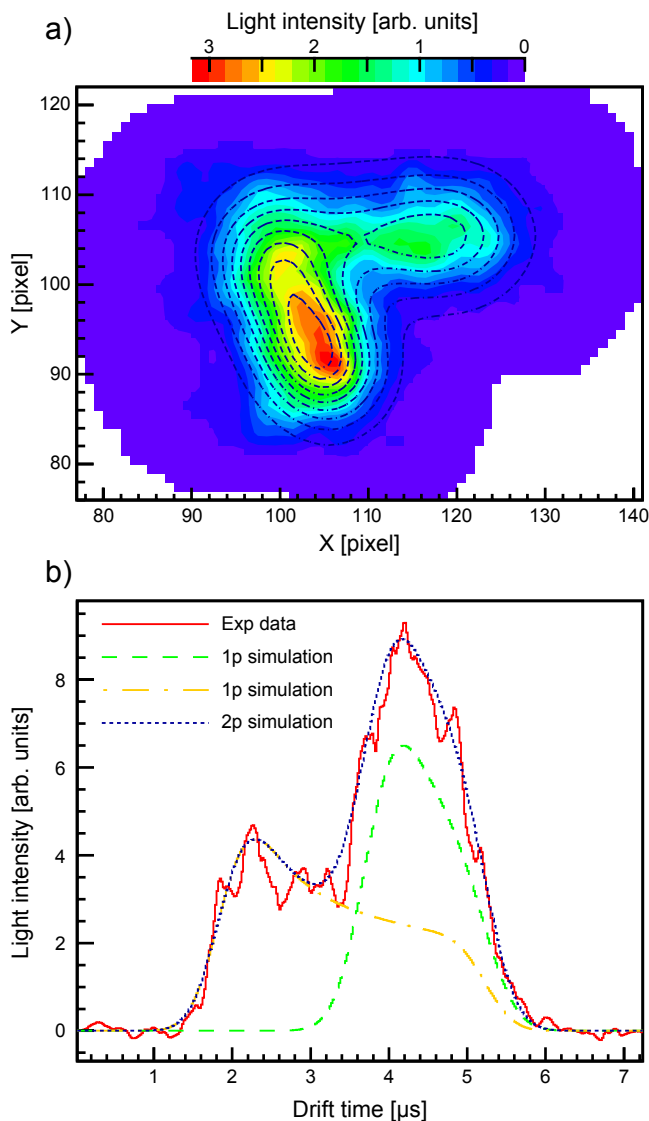 a)
Light intensity [arb. units]
3 2 1 0
120
110
100
90
80
Y [pixel]
80 90 100 110 120 130 140
X [pixel]
b)
Exp data
1p simulation
1p simulation
2p simulation
8
6
4
2
0
Light intensity [arb. units]
1 2 3 4 5 6 7
Drift time [µs]